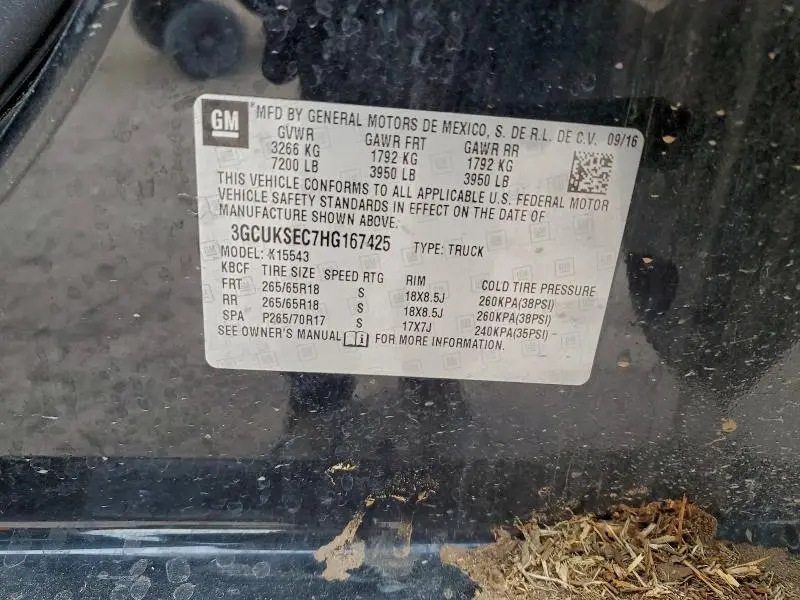 GM
MFD BY GENERAL MOTORS DE MEXICO, S. DE R.L. DE C.V. 09/16
GVWR GAWR FRT GAWR RR
3266 KG 1792 KG 1792 KG
7200 LB 3950 LB 3950 LB
THIS VEHICLE CONFORMS TO ALL APPLICABLE U.S. FEDERAL MOTOR
VEHICLE SAFETY STANDARDS IN EFFECT ON THE DATE OF
MANUFACTURE SHOWN ABOVE.
3GCUKSEC7HG167425 TYPE: TRUCK
MODEL: K15543
KBCF TIRE SIZE SPEED RTG RIM COLD TIRE PRESSURE
FRT 265/65R18 S 18X8.5J 260KPA(38PSI)
RR 265/65R18 S 18X8.5J 260KPA(38PSI)
SPA P265/70R17 S 17X7J 240KPA(35PSI)
SEE OWNER'S MANUAL i FOR MORE INFORMATION.